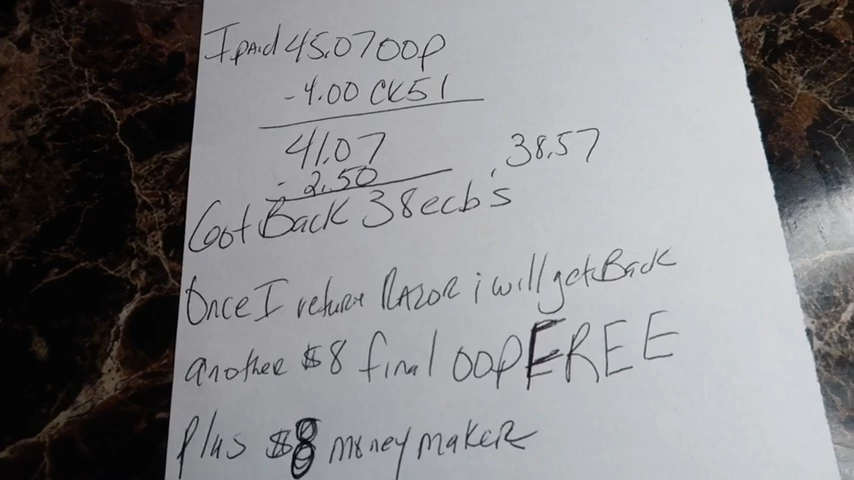 I paid 45.07 OOP
- 4.00 CK51
41.07
- 2.50 , 38.57
Got Back 38 ecb's
Once I return RAZOR i will get Back
another $8 final OOP FREE
Plus $8 money maker